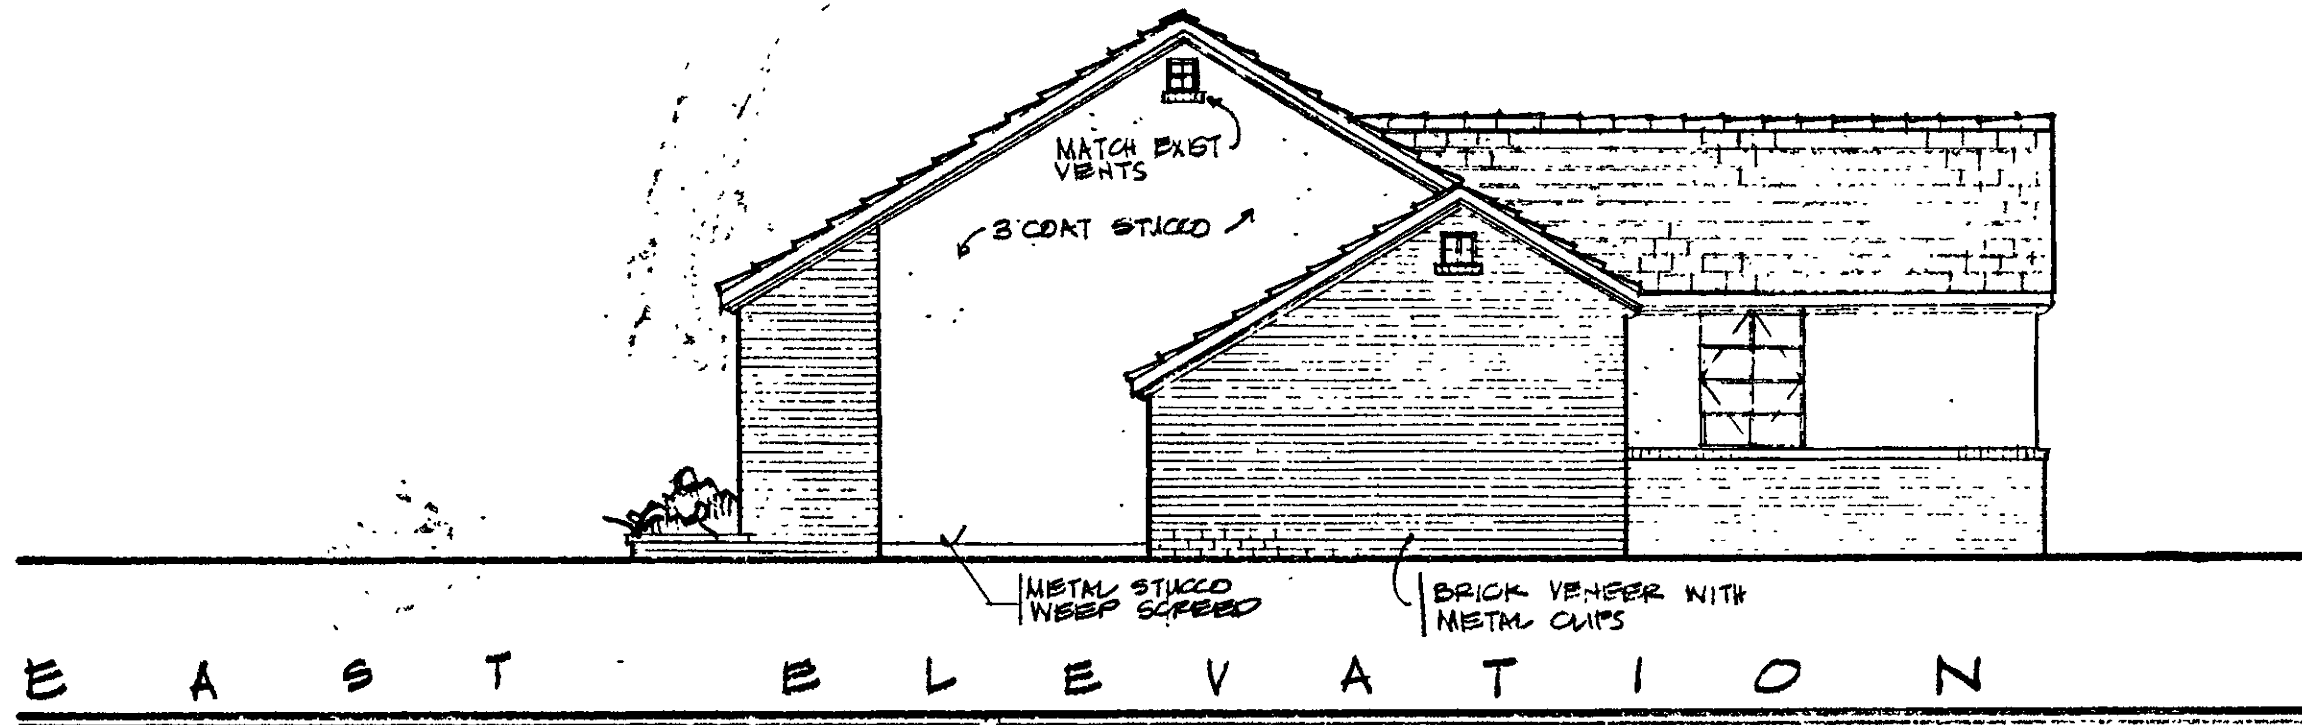 MATCH EXIST
VENTS
3 COAT STUCCO
METAL STUCCO
WEEP SCREED
BRICK VENEER WITH
METAL CLIPS
EAST ELEVATION